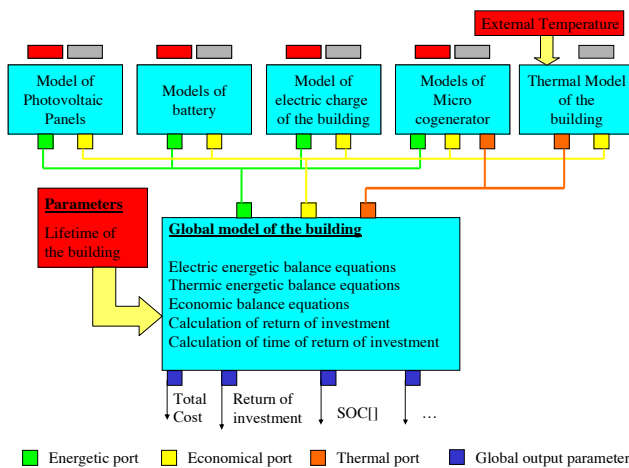 External Temperature
Model of
Photovoltaic
Panels
Models of
battery
Model of
electric charge
of the building
Models of
Micro
cogenerator
Thermal Model
of the
building
Parameters
Lifetime of
the building
Global model of the building
Electric energetic balance equations
Thermic energetic balance equations
Economic balance equations
Calculation of return of investment
Calculation of time of return of investment
Total
Cost
Return of
investment
SOC[]
…
Energetic port
Economical port
Thermal port
Global output parameter